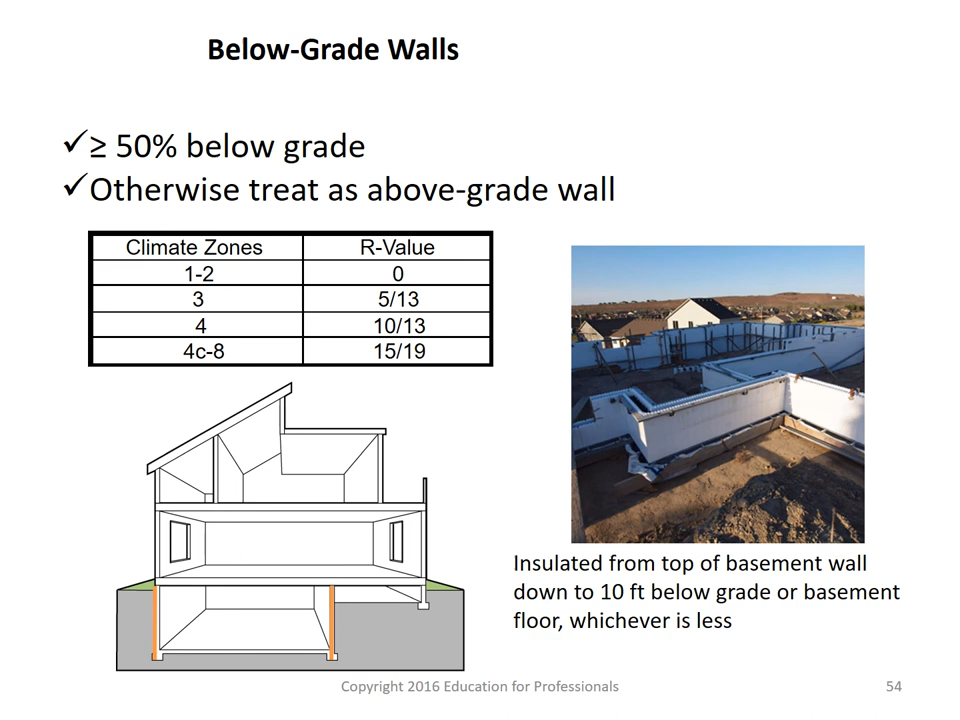 Below-Grade Walls
✓≥ 50% below grade
✓Otherwise treat as above-grade wall
Climate Zones R-Value
1-2 0
3 5/13
4 10/13
4c-8 15/19
Insulated from top of basement wall
down to 10 ft below grade or basement
floor, whichever is less
Copyright 2016 Education for Professionals 54